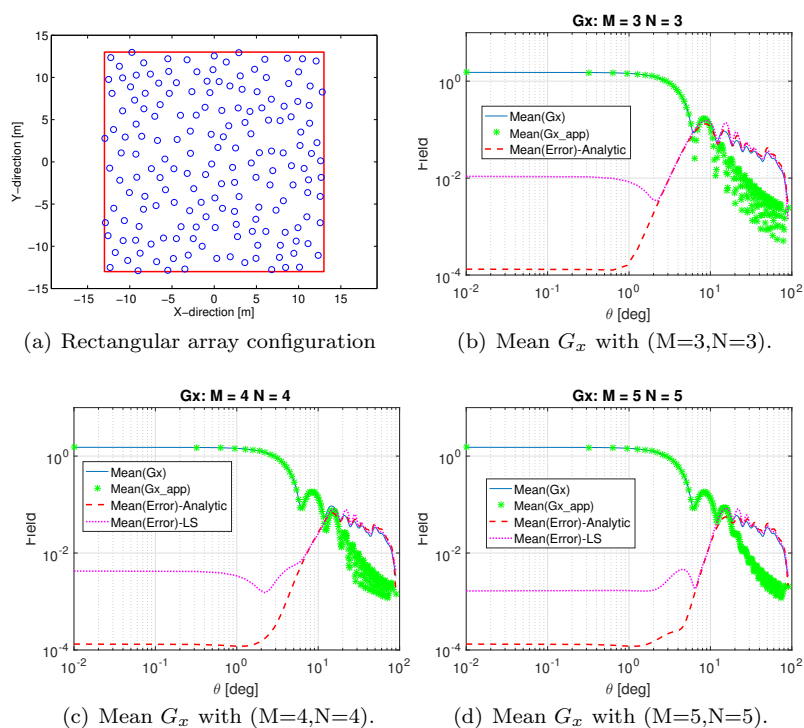 15
10
5
0
−5
−10
−15
Y−direction [m]
−15 −10 −5 0 5 10 15
X−direction [m]
(a) Rectangular array configuration
Gx: M = 3 N = 3
10^0
10^-2
10^-4
Field
Mean(Gx)
Mean(Gx_app)
Mean(Error)-Analytic
10^-2 10^-1 10^0 10^1 10^2
θ [deg]
(b) Mean G_x with (M=3,N=3).
Gx: M = 4 N = 4
10^0
10^-2
10^-4
Field
Mean(Gx)
Mean(Gx_app)
Mean(Error)-Analytic
Mean(Error)-LS
10^-2 10^-1 10^0 10^1 10^2
θ [deg]
(c) Mean G_x with (M=4,N=4).
Gx: M = 5 N = 5
10^0
10^-2
10^-4
Field
Mean(Gx)
Mean(Gx_app)
Mean(Error)-Analytic
Mean(Error)-LS
10^-2 10^-1 10^0 10^1 10^2
θ [deg]
(d) Mean G_x with (M=5,N=5).